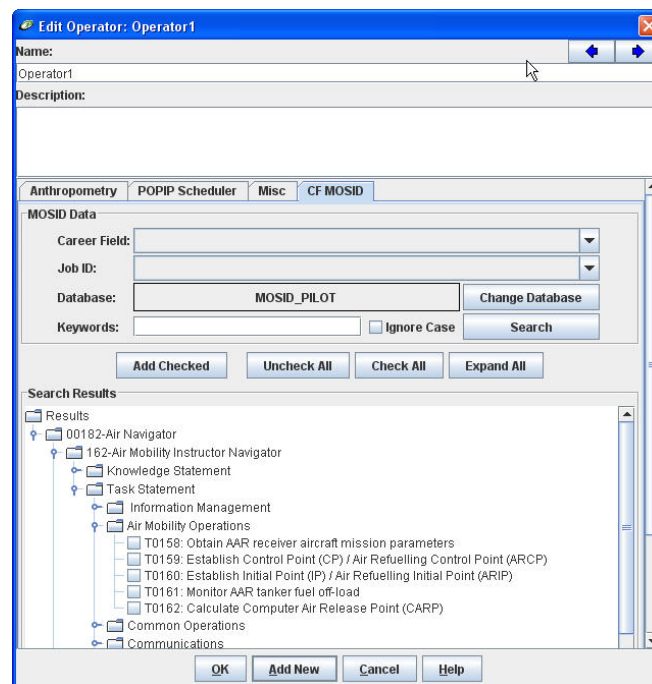 Edit Operator: Operator1
Name:
Operator1
Description:
Anthropometry POPIP Scheduler Misc CF MOSID
MOSID Data
Career Field:
Job ID:
Database: MOSID_PILOT Change Database
Keywords: Ignore Case Search
Add Checked Uncheck All Check All Expand All
Search Results
Results
00182-Air Navigator
162-Air Mobility Instructor Navigator
Knowledge Statement
Task Statement
Information Management
Air Mobility Operations
T0158: Obtain AAR receiver aircraft mission parameters
T0159: Establish Control Point (CP) / Air Refuelling Control Point (ARCP)
T0160: Establish Initial Point (IP) / Air Refuelling Initial Point (ARIP)
T0161: Monitor AAR tanker fuel off-load
T0162: Calculate Computer Air Release Point (CARP)
Common Operations
Communications
OK Add New Cancel Help